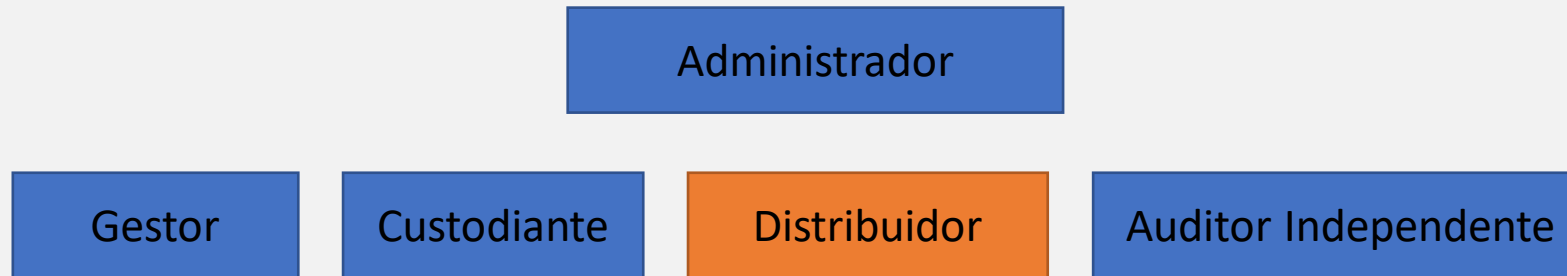 Administrador
Gestor
Custodiante
Distribuidor
Auditor Independente